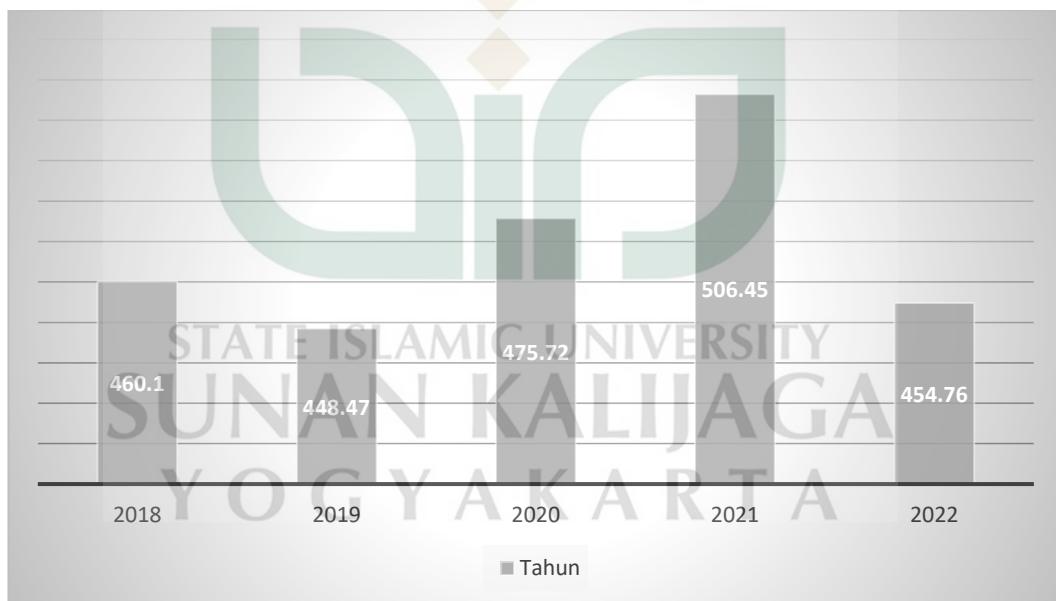 506.45
STATE ISLAMIC UNIVERSITY
475.72
460.1
454.76
448.47
SUNAN KALIJAGA
YOGYAKARTA
2018 2019 2020 2021 2022
Tahun